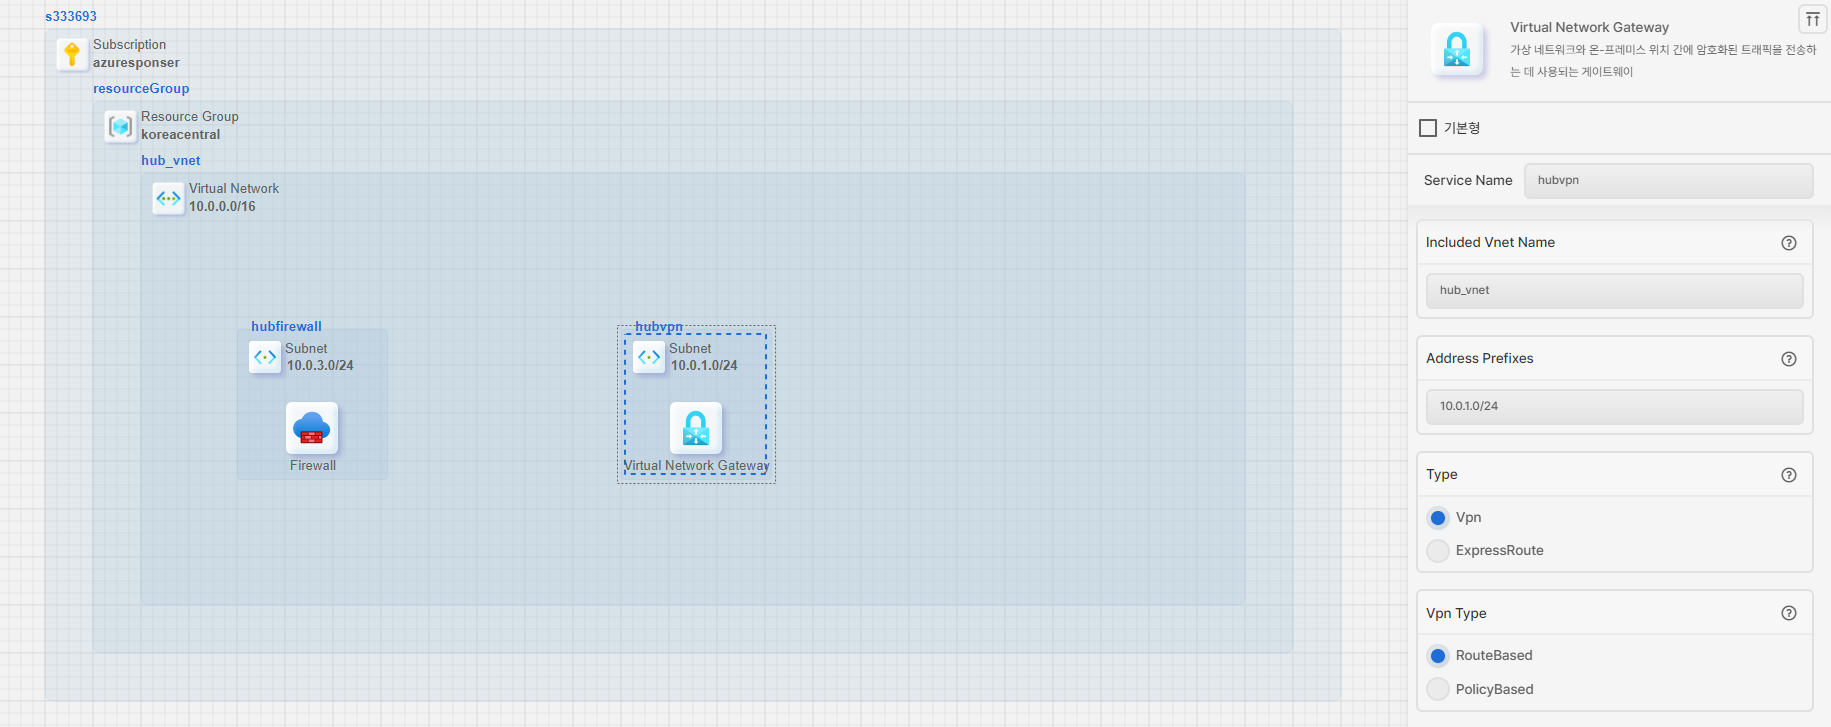 s333693
Subscription
azuresponser
resourceGroup
Resource Group
koreacentral
hub_vnet
Virtual Network
10.0.0.0/16
hubfirewall
Subnet
10.0.3.0/24
Firewall
hubvpn
Subnet
10.0.1.0/24
Virtual Network Gateway
Virtual Network Gateway
가상 네트워크와 온-프레미스 위치 간에 암호화된 트래픽을 전송하
는 데 사용되는 게이트웨이
기본형
Service Name
hubvpn
Included Vnet Name
hub_vnet
Address Prefixes
10.0.1.0/24
Type
Vpn
ExpressRoute
Vpn Type
RouteBased
PolicyBased